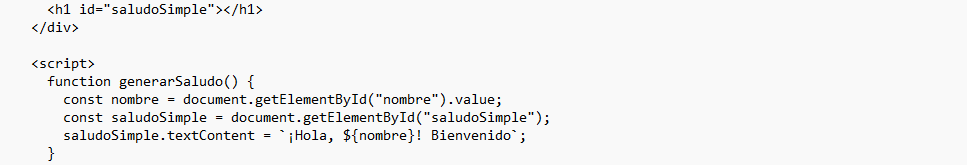 <h1 id="saludoSimple"></h1>
</div>
<script>
function generarSaludo() {
const nombre = document.getElementById("nombre").value;
const saludoSimple = document.getElementById("saludoSimple");
saludoSimple.textContent = `¡Hola, ${nombre}! Bienvenido`;
}